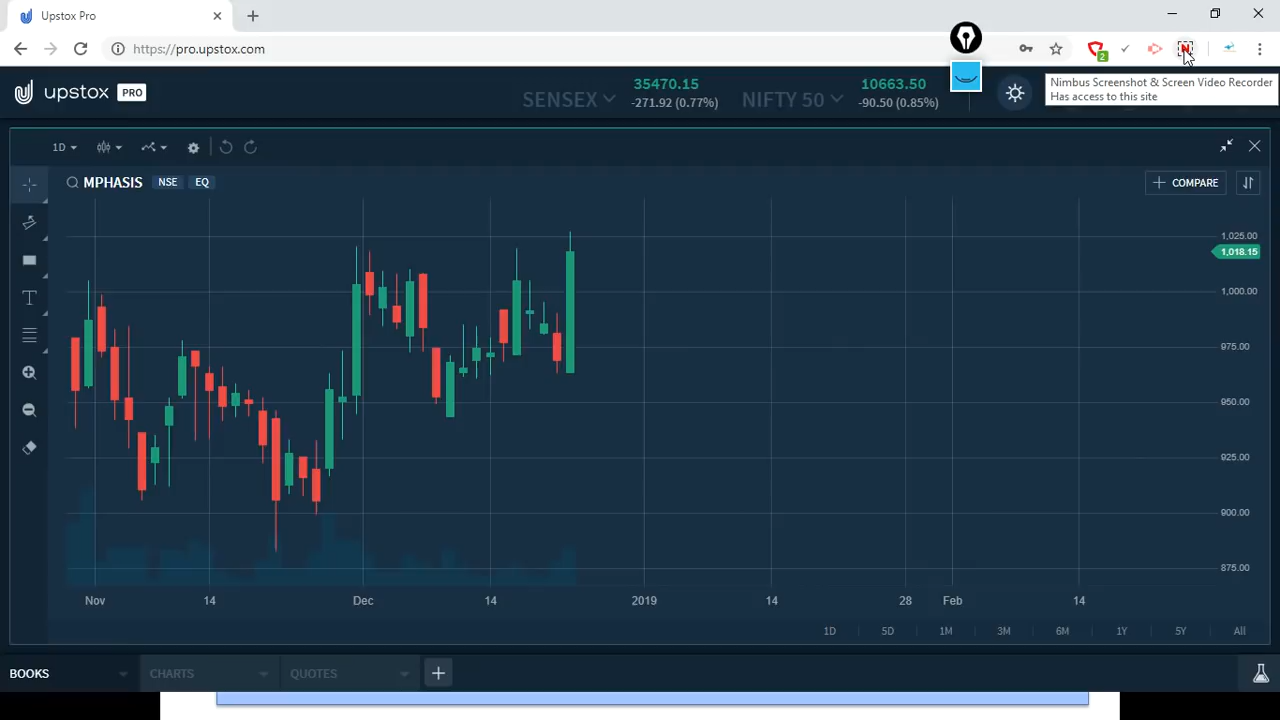 Upstox Pro
https://pro.upstox.com
2
Nimbus Screenshot & Screen Video Recorder
Has access to this site
upstox PRO
SENSEX 35470.15 -271.92 (0.77%)
NIFTY 50 10663.50 -90.50 (0.85%)
1D
MPHASIS NSE EQ
COMPARE
T
1,025.00
1,018.15
1,000.00
975.00
950.00
925.00
900.00
875.00
Nov 14 Dec 14 2019 14 28 Feb 14
1D 5D 1M 3M 6M 1Y 5Y All
BOOKS CHARTS QUOTES